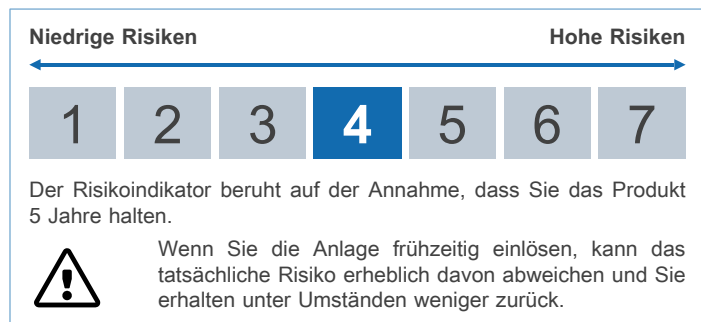 Niedrige Risiken Hohe Risiken
1 2 3 4 5 6 7
Der Risikoindikator beruht auf der Annahme, dass Sie das Produkt
5 Jahre halten.
Wenn Sie die Anlage frühzeitig einlösen, kann das
tatsächliche Risiko erheblich davon abweichen und Sie
erhalten unter Umständen weniger zurück.